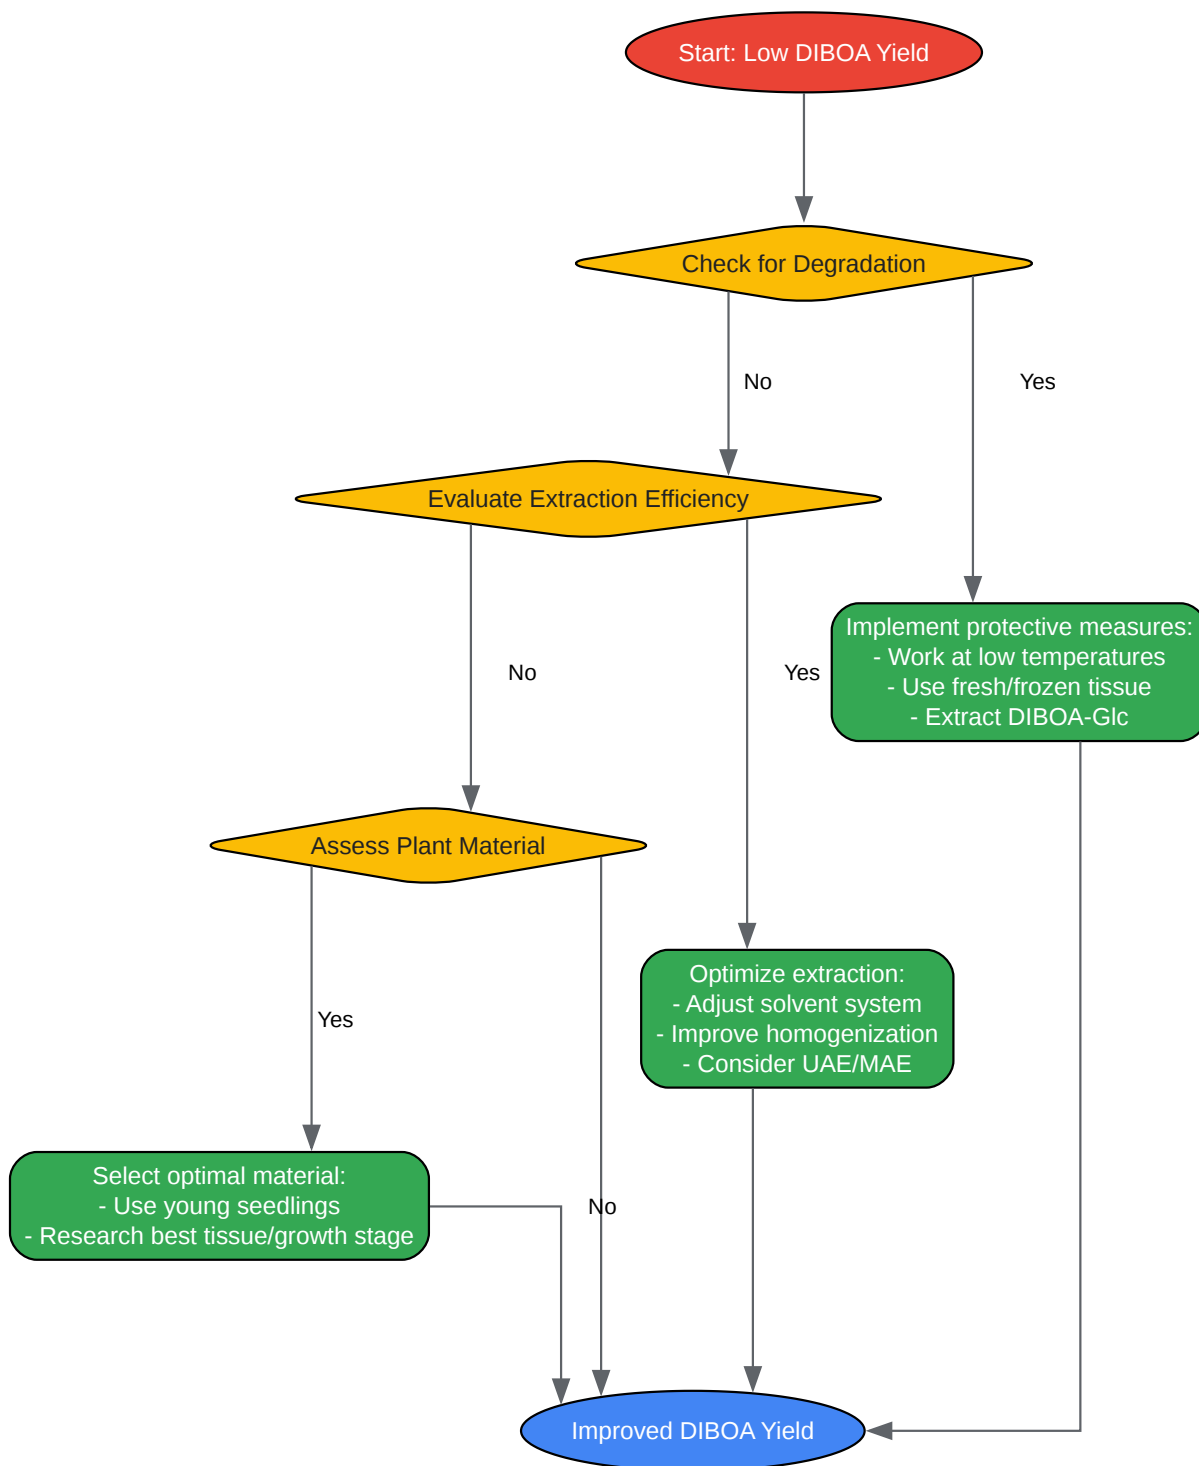 Start: Low DIBOA Yield
Check for Degradation
No
Yes
Evaluate Extraction Efficiency
Implement protective measures:
- Work at low temperatures
- Use fresh/frozen tissue
- Extract DIBOA-Glc
No
Yes
Assess Plant Material
Optimize extraction:
- Adjust solvent system
- Improve homogenization
- Consider UAE/MAE
Yes
Select optimal material:
- Use young seedlings
- Research best tissue/growth stage
No
Improved DIBOA Yield